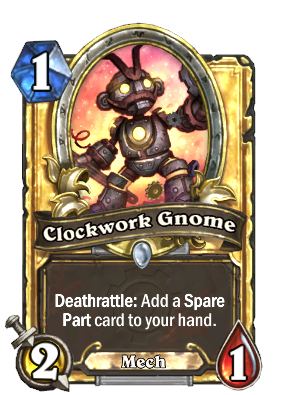 1
Clockwork Gnome
Deathrattle: Add a Spare
Part card to your hand.
2
Mech
1